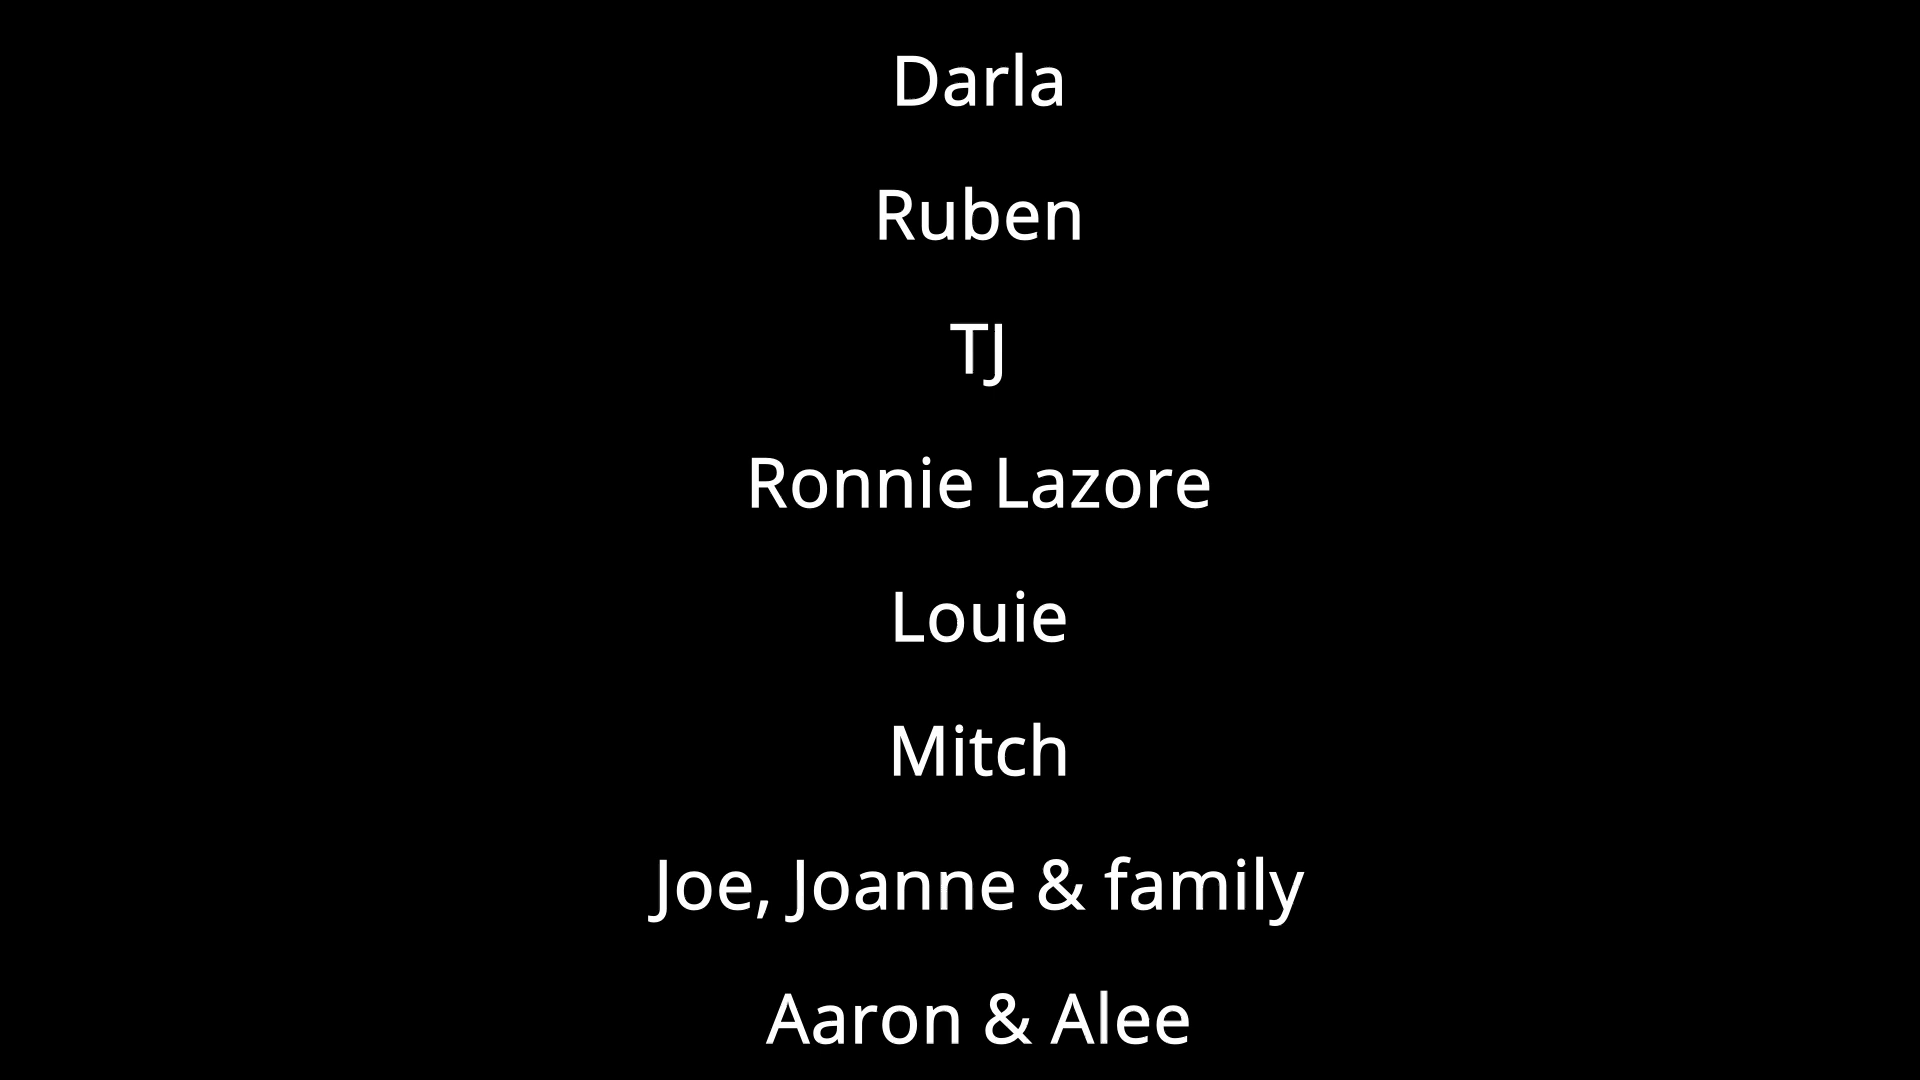 Darla
Ruben
TJ
Ronnie Lazore
Louie
Mitch
Joe, Joanne & family
Aaron & Alee